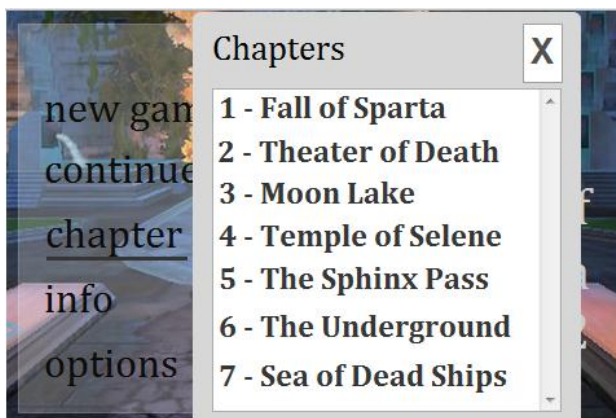 Chapters
X
new gam
continue
chapter
info
options
1 - Fall of Sparta
2 - Theater of Death
3 - Moon Lake
4 - Temple of Selene
5 - The Sphinx Pass
6 - The Underground
7 - Sea of Dead Ships
f
2